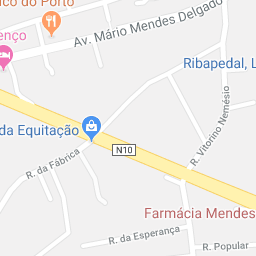 co do Porto
enço
Av. Mário Mendes Delgado
Ribapedal, L
da Equitação
N10
R. da Fábrica
R. Vitorino Nemésio
Farmácia Mendes
R. da Esperança
R. Popular